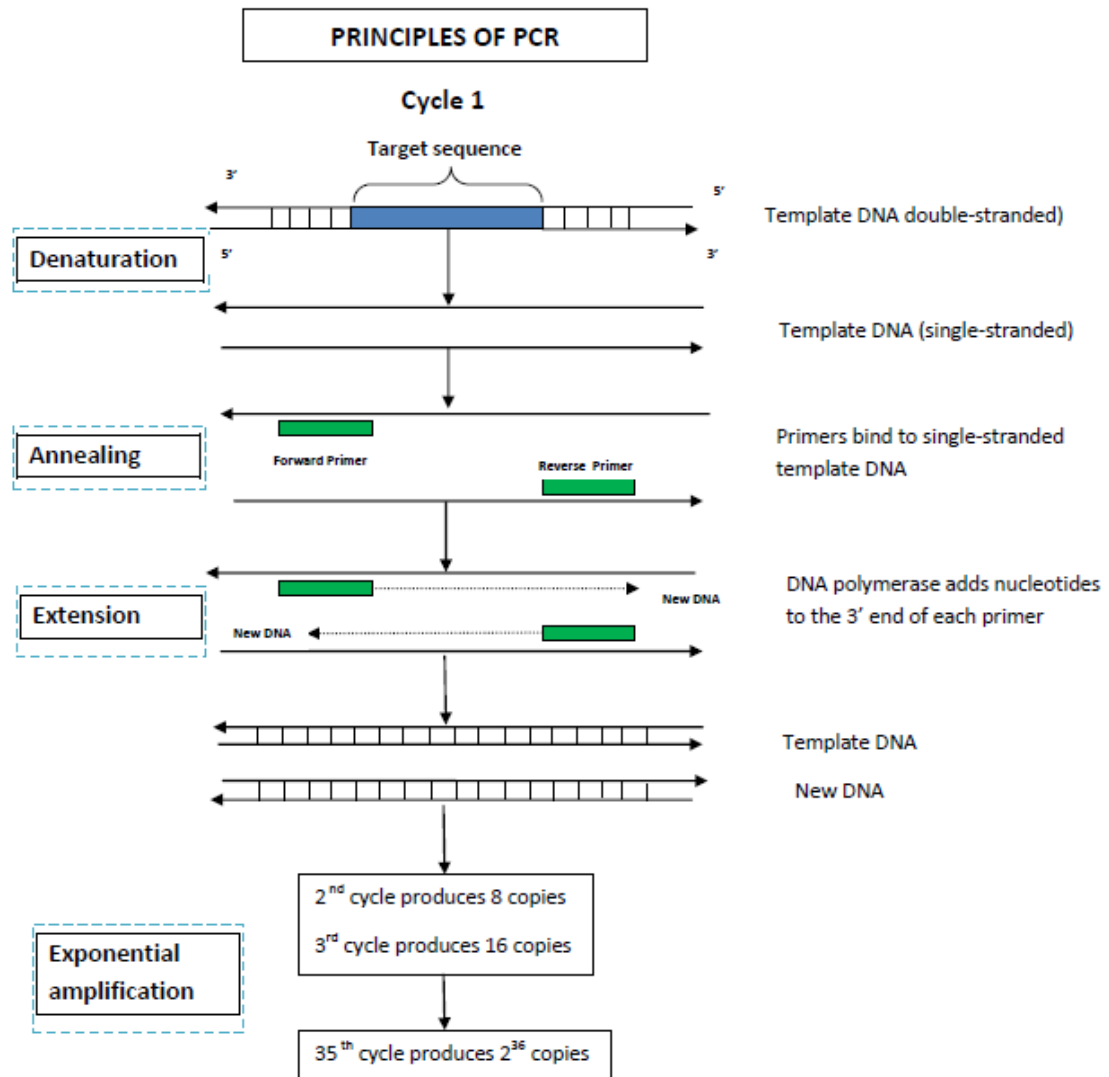 PRINCIPLES OF PCR
Cycle 1
Target sequence
3’
5’
Template DNA double-stranded)
Denaturation
5’
3’
Template DNA (single-stranded)
Annealing
Forward Primer
Reverse Primer
Primers bind to single-stranded
template DNA
Extension
New DNA
New DNA
DNA polymerase adds nucleotides
to the 3’ end of each primer
Template DNA
New DNA
2nd cycle produces 8 copies
3rd cycle produces 16 copies
Exponential
amplification
35th cycle produces 2^36 copies